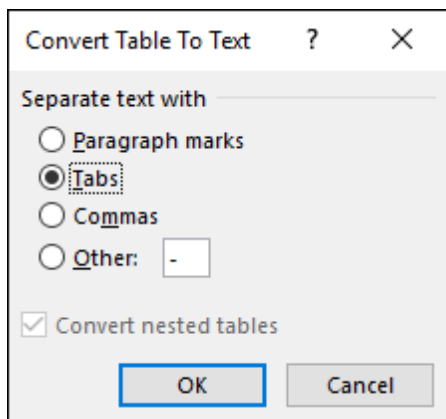 Convert Table To Text ? ×
Separate text with
Paragraph marks
Tabs
Commas
Other: -
Convert nested tables
OK Cancel